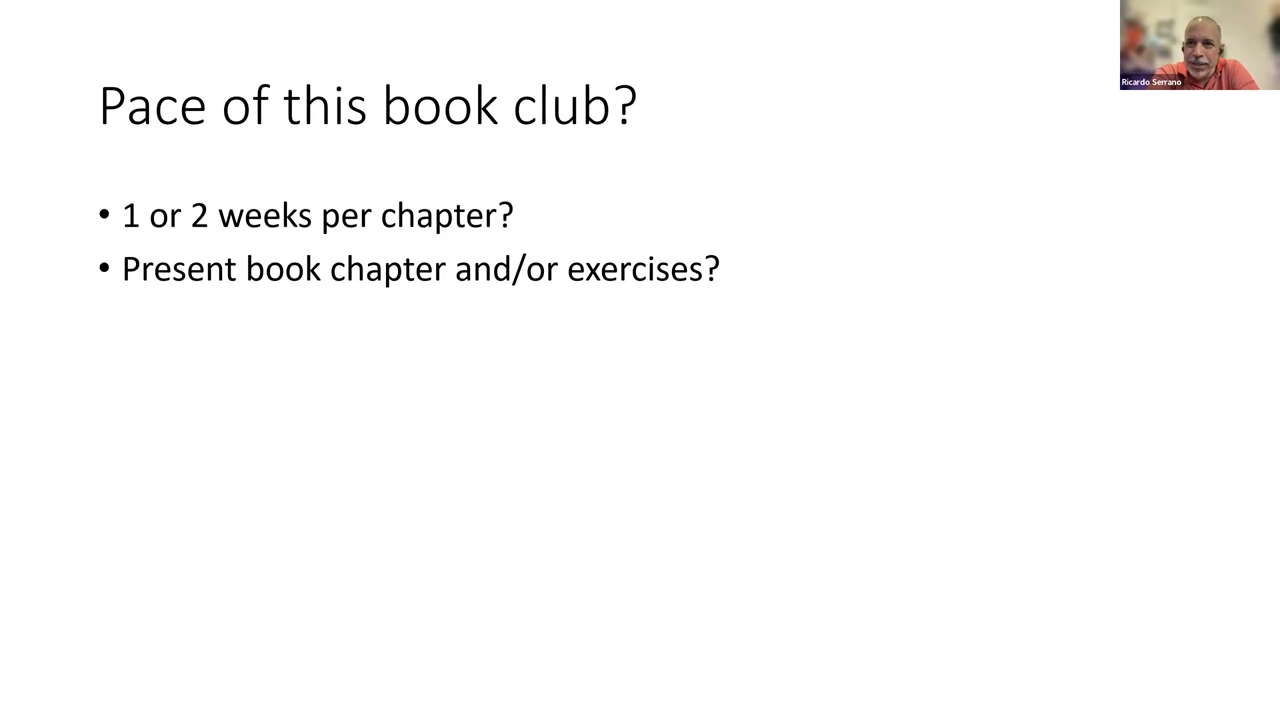 Pace of this book club?
• 1 or 2 weeks per chapter?
• Present book chapter and/or exercises?
Ricardo Serrano